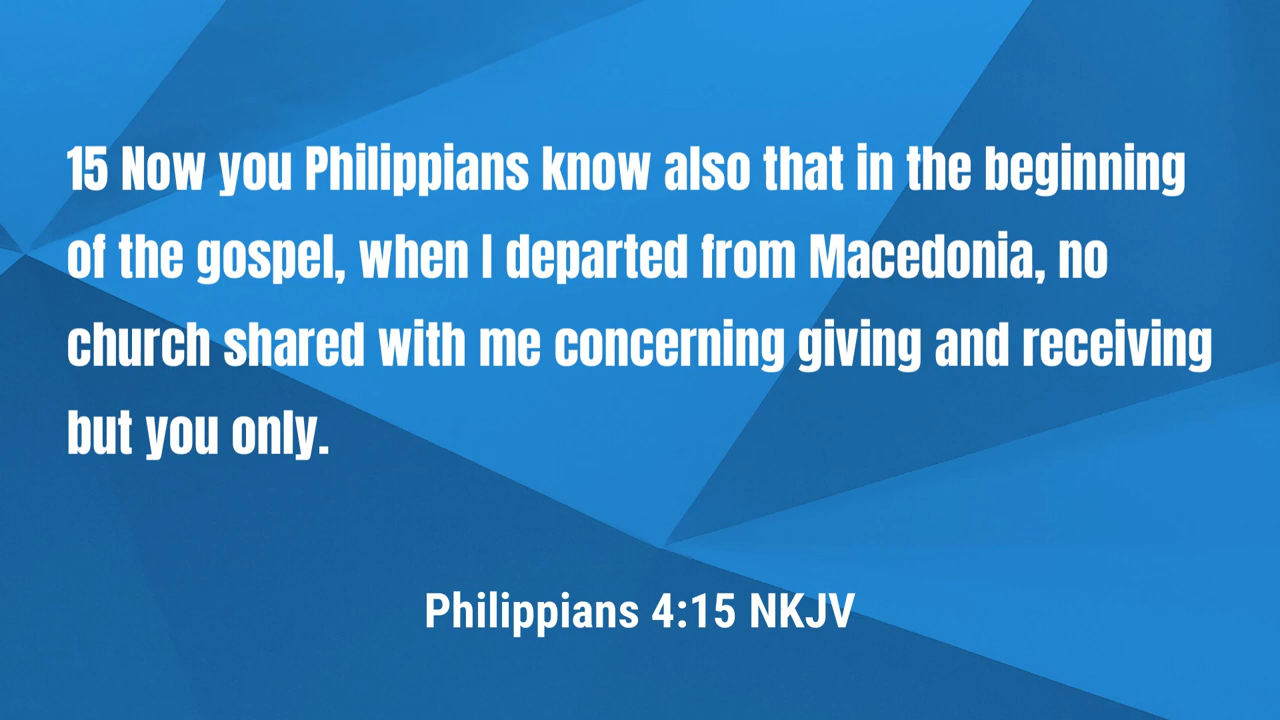 15 Now you Philippians know also that in the beginning
of the gospel, when I departed from Macedonia, no
church shared with me concerning giving and receiving
but you only.
Philippians 4:15 NKJV